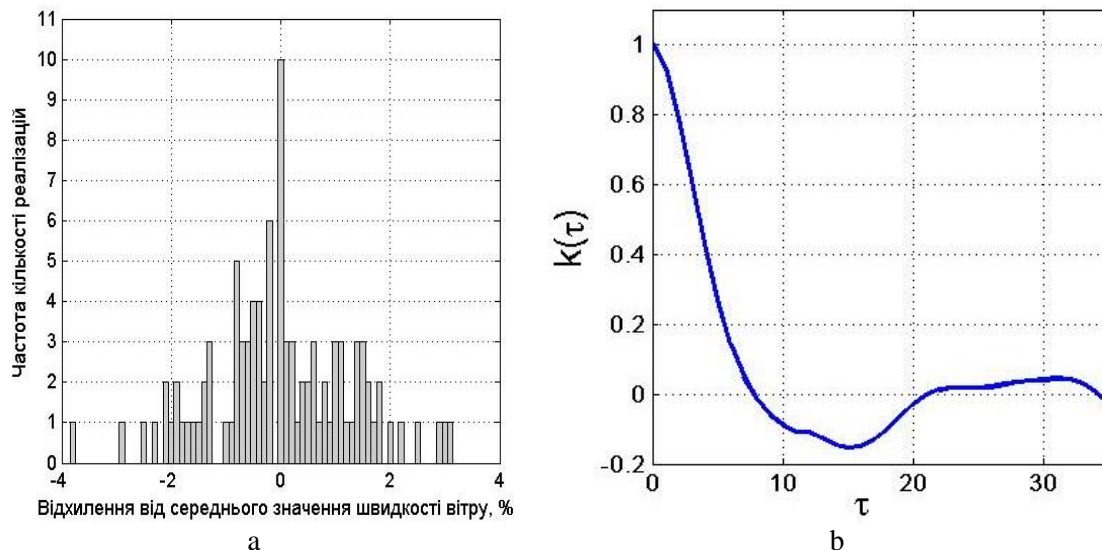 11
10
9
8
7
6
5
4
3
2
1
0
-4 -2 0 2 4
Частота кількості реалізацій
Відхилення від середнього значення швидкості вітру, %
a
1
0.8
0.6
0.4
0.2
0
-0.2
0 10 20 30
k(τ)
τ
b